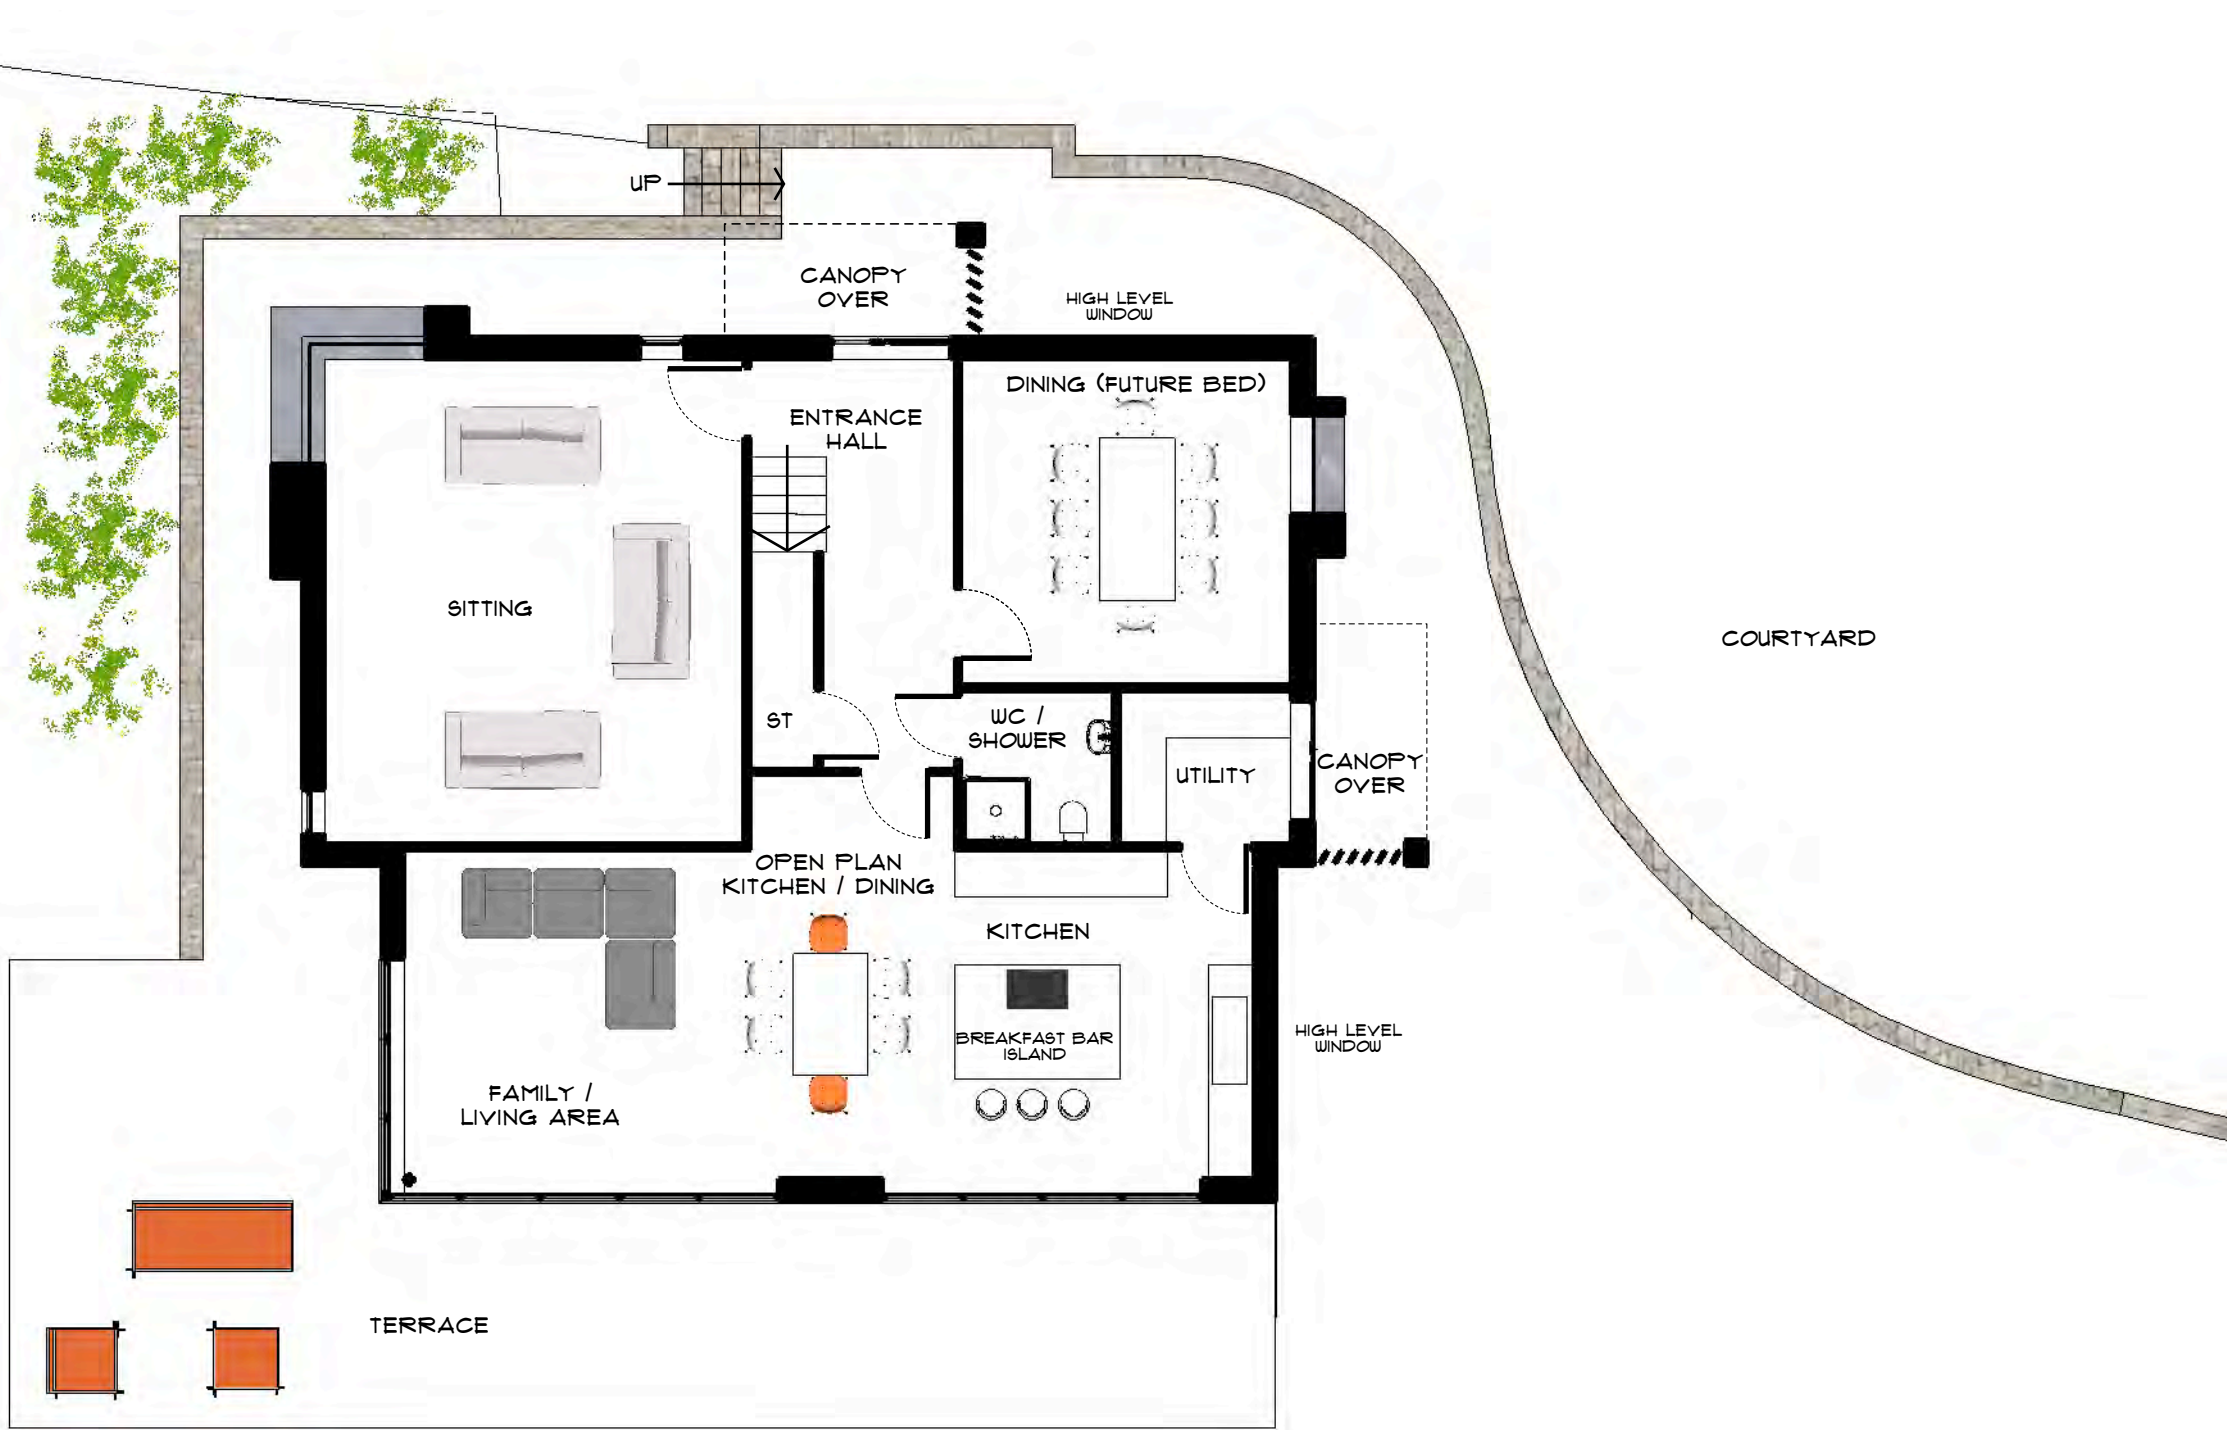 UP
CANOPY
OVER
HIGH LEVEL
WINDOW
DINING (FUTURE BED)
ENTRANCE
HALL
SITTING
COURTYARD
ST
WC /
SHOWER
UTILITY
CANOPY
OVER
OPEN PLAN
KITCHEN / DINING
KITCHEN
BREAKFAST BAR
ISLAND
HIGH LEVEL
WINDOW
FAMILY /
LIVING AREA
TERRACE